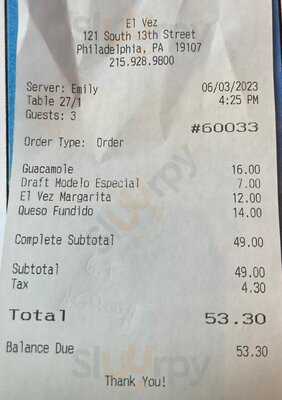 El Vez
121 South 13th Street
Philadelphia, PA 19107
215.928.9800
Server: Emily 06/03/2023
Table 27/1 4:25 PM
Guests: 3
#60033
Order Type: Order
Guacamole 16.00
Draft Modelo Especial 7.00
El Vez Margarita 12.00
Queso Fundido 14.00
Complete Subtotal 49.00
Subtotal 49.00
Tax 4.30
Total 53.30
Balance Due 53.30
Thank You!
Sluurpy
Sluurpy
Sluurpy